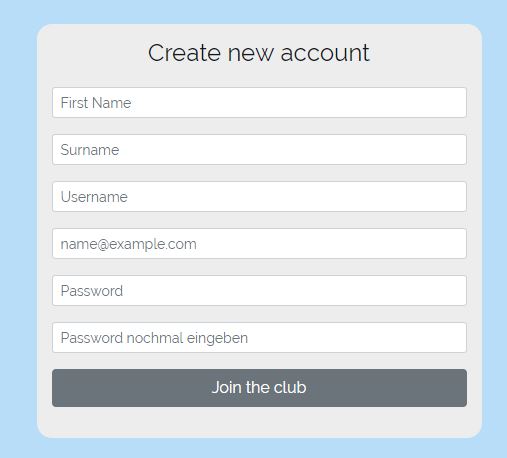 Create new account
First Name
Surname
Username
name@example.com
Password
Password nochmal eingeben
Join the club